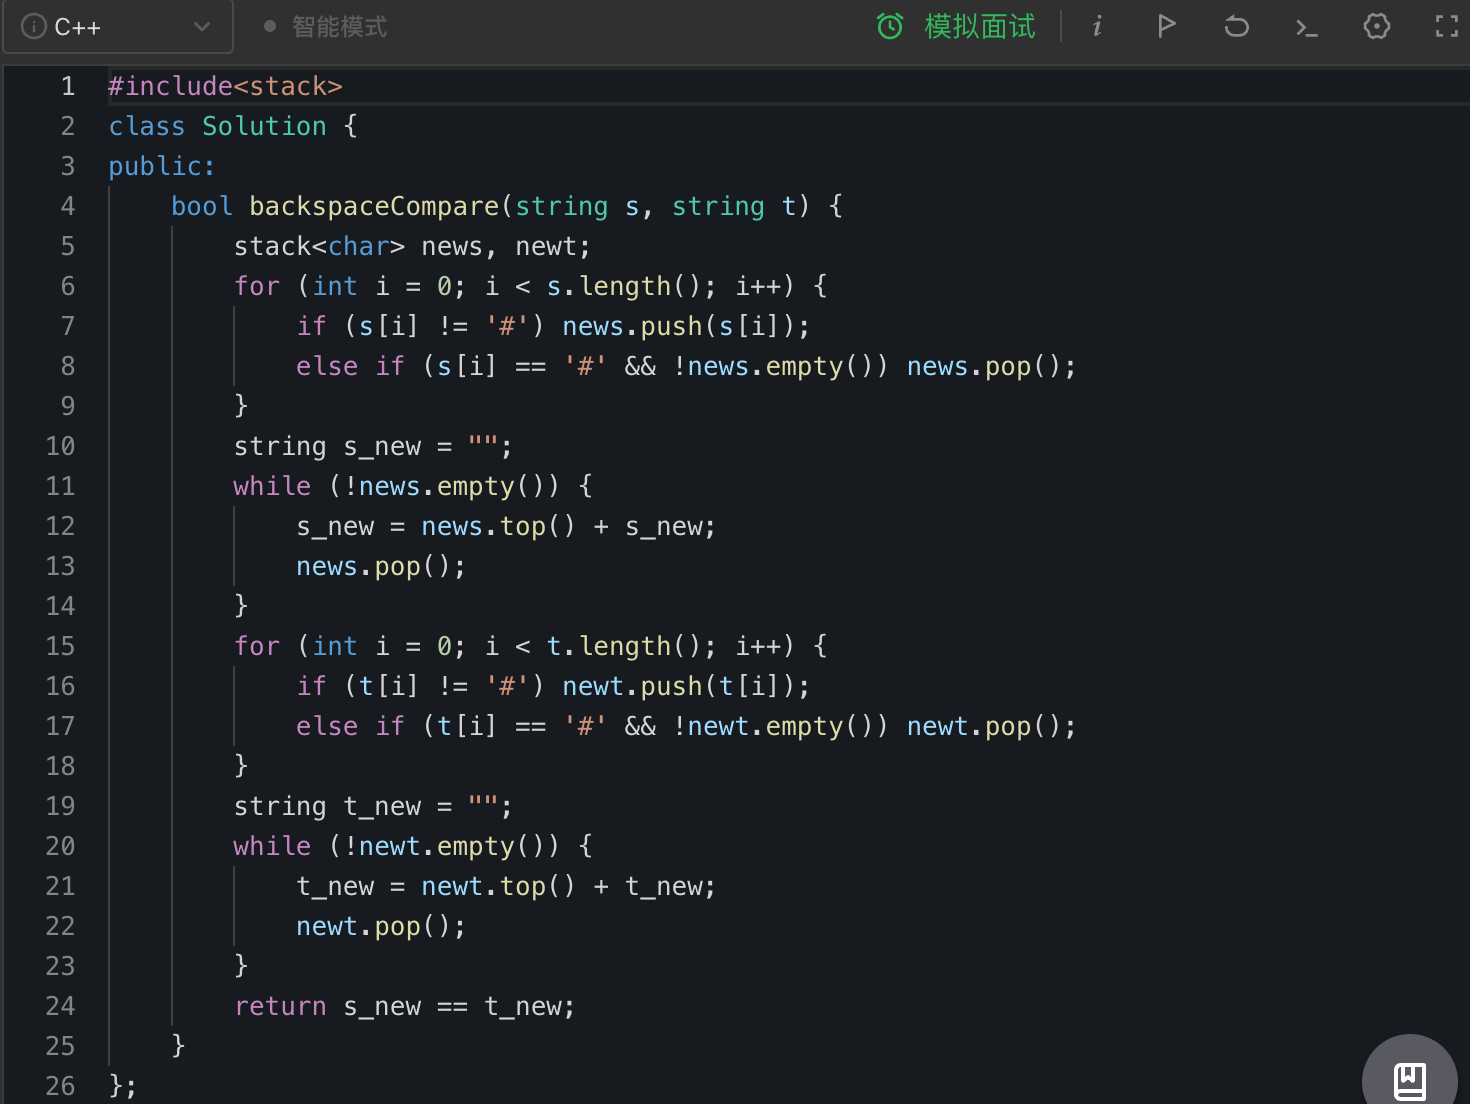 C++ 智能模式 模拟面试
1 #include<stack>
2 class Solution {
3 public:
4     bool backspaceCompare(string s, string t) {
5         stack<char> news, newt;
6         for (int i = 0; i < s.length(); i++) {
7             if (s[i] != '#') news.push(s[i]);
8             else if (s[i] == '#' && !news.empty()) news.pop();
9         }
10         string s_new = "";
11         while (!news.empty()) {
12             s_new = news.top() + s_new;
13             news.pop();
14         }
15         for (int i = 0; i < t.length(); i++) {
16             if (t[i] != '#') newt.push(t[i]);
17             else if (t[i] == '#' && !newt.empty()) newt.pop();
18         }
19         string t_new = "";
20         while (!newt.empty()) {
21             t_new = newt.top() + t_new;
22             newt.pop();
23         }
24         return s_new == t_new;
25     }
26 };